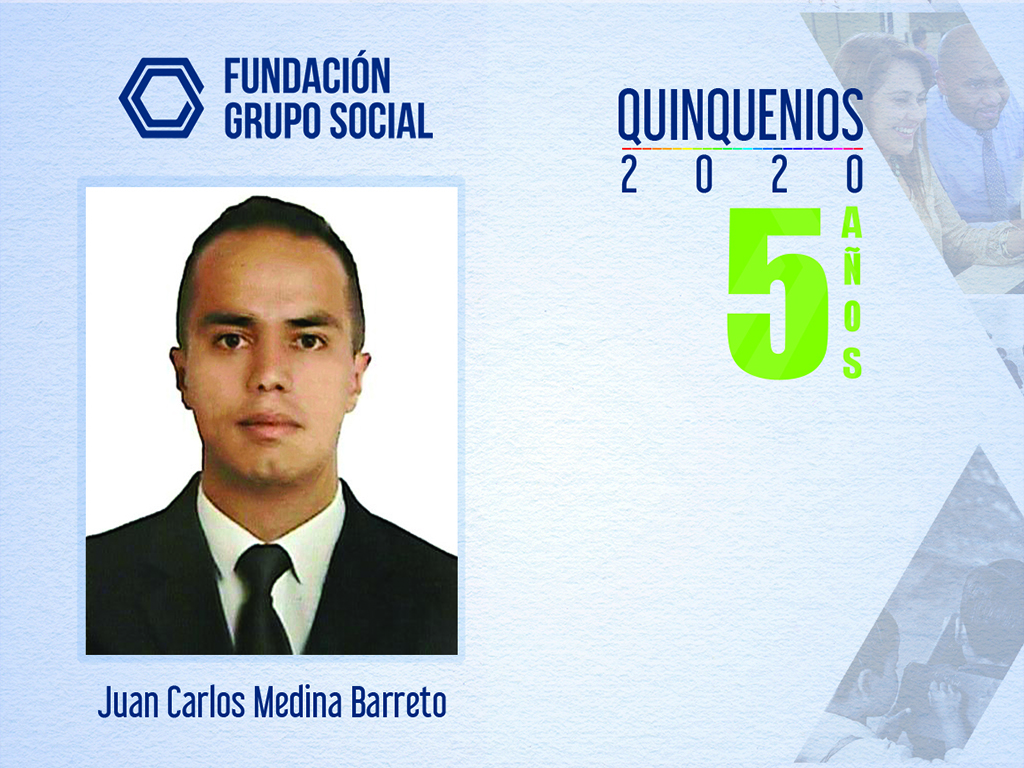 FUNDACIÓN
GRUPO SOCIAL
QUINQUENIOS
2020
5 AÑOS
Juan Carlos Medina Barreto